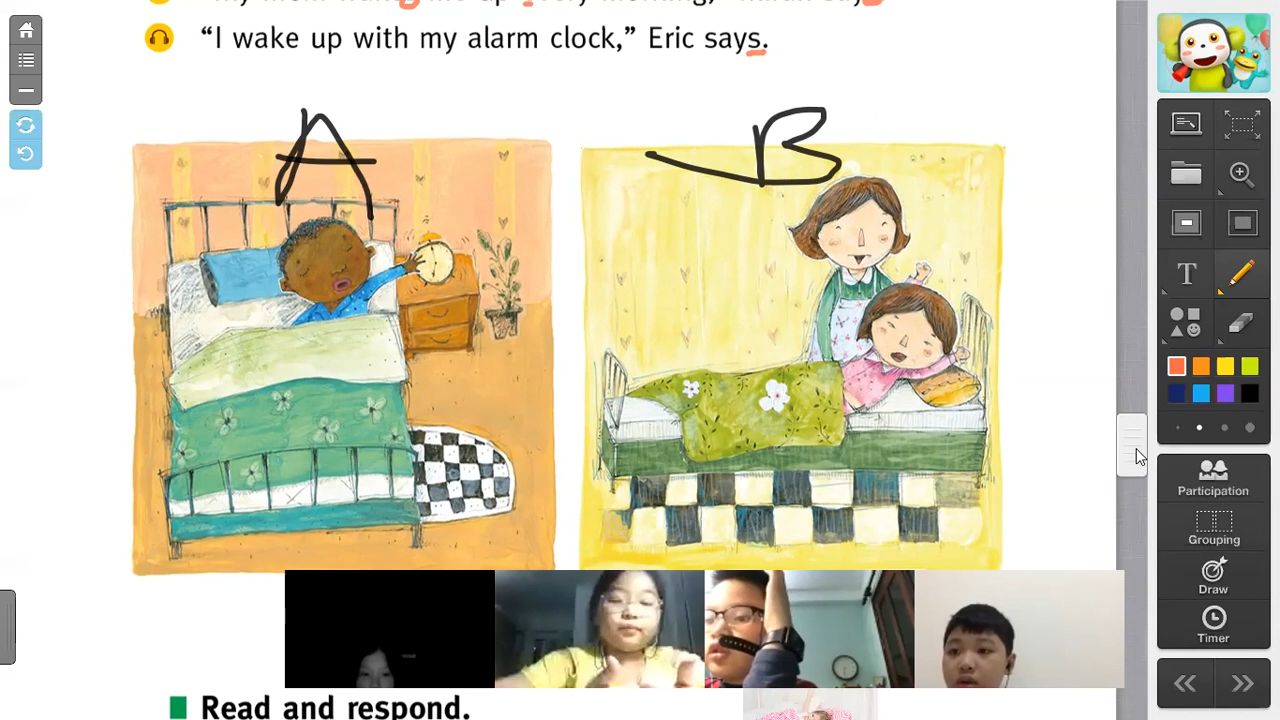 “I wake up with my alarm clock,” Eric says.
A
B
Read and respond.
T
Participation
Grouping
Draw
Timer